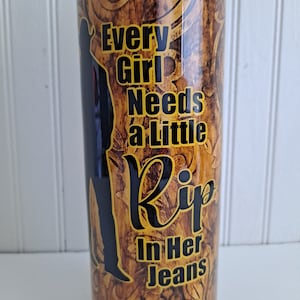 Every
Girl
Needs
a Little
Rip
In Her
Jeans